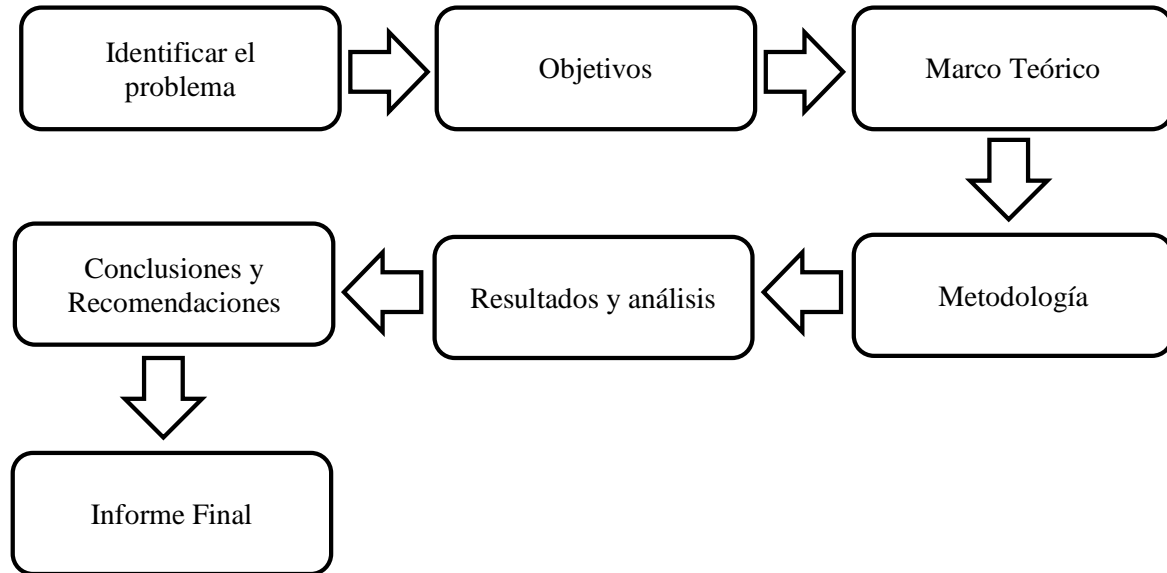 Identificar el
problema
Objetivos
Marco Teórico
Metodología
Resultados y análisis
Conclusiones y
Recomendaciones
Informe Final